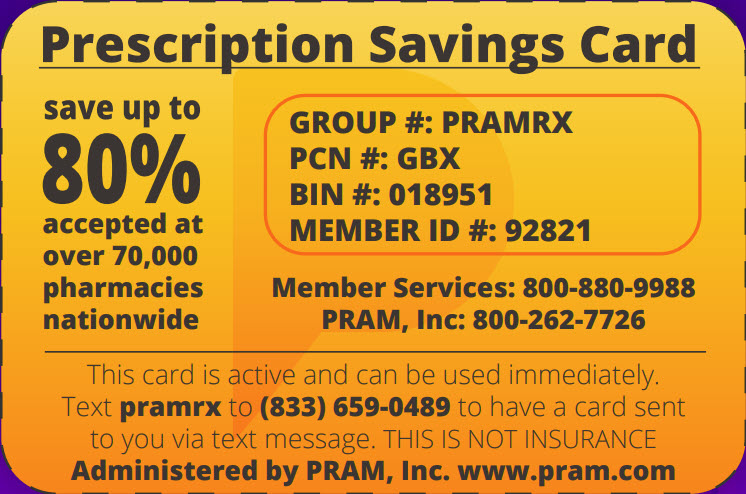 Prescription Savings Card
save up to
80%
accepted at
over 70,000
pharmacies
nationwide
GROUP #: PRAMRX
PCN #: GBX
BIN #: 018951
MEMBER ID #: 92821
Member Services: 800-880-9988
PRAM, Inc: 800-262-7726
This card is active and can be used immediately.
Text pramrx to (833) 659-0489 to have a card sent
to you via text message. THIS IS NOT INSURANCE
Administered by PRAM, Inc. www.pram.com